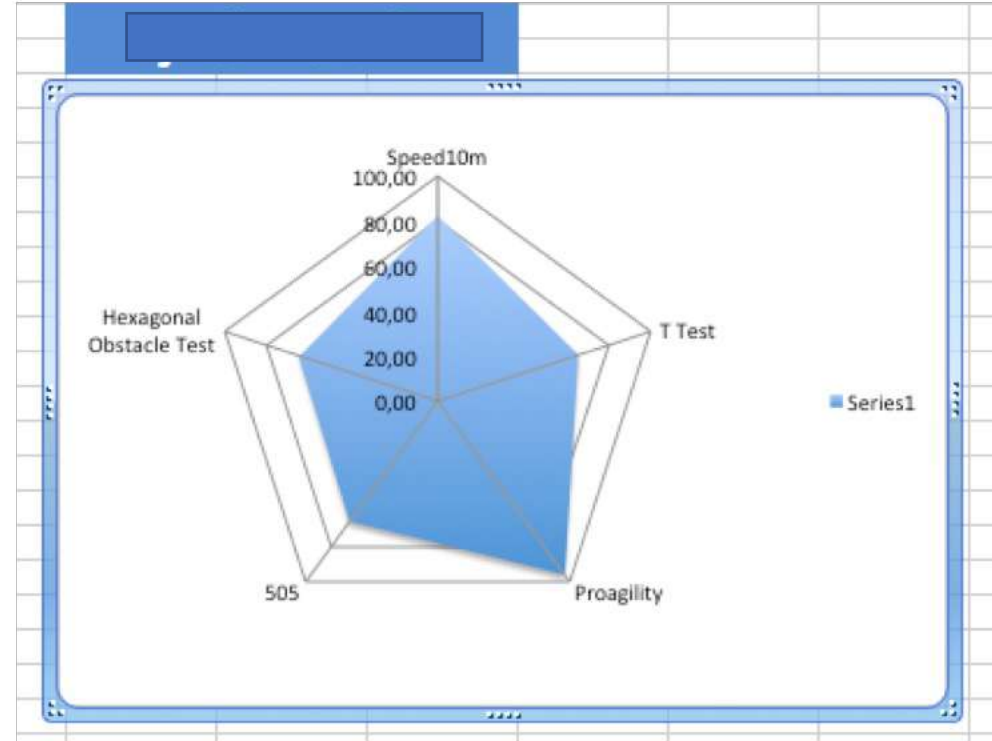 Speed10m
100,00
80,00
60,00
40,00
20,00
0,00
Hexagonal
Obstacle Test
T Test
Series1
505
Proagility